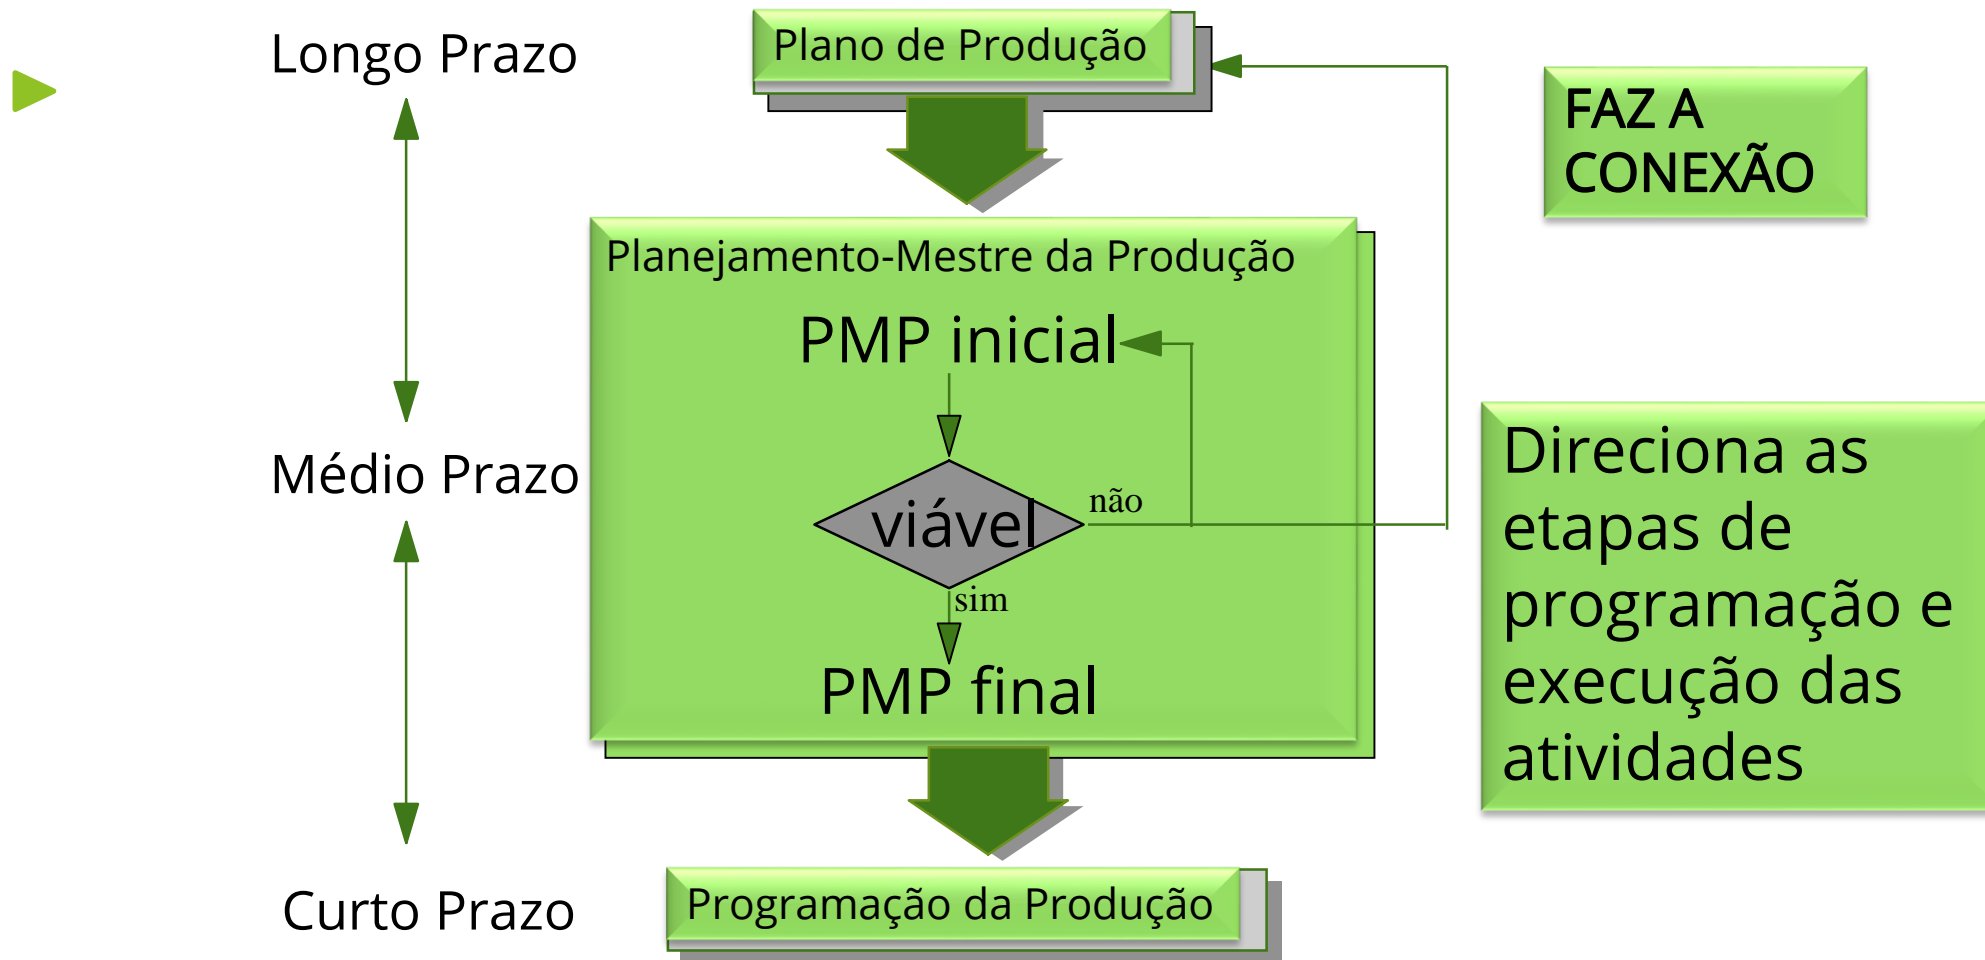 Longo Prazo
Plano de Produção
FAZ A
CONEXÃO
Planejamento-Mestre da Produção
PMP inicial
Médio Prazo
viável
não
sim
PMP final
Direciona as
etapas de
programação e
execução das
atividades
Curto Prazo
Programação da Produção